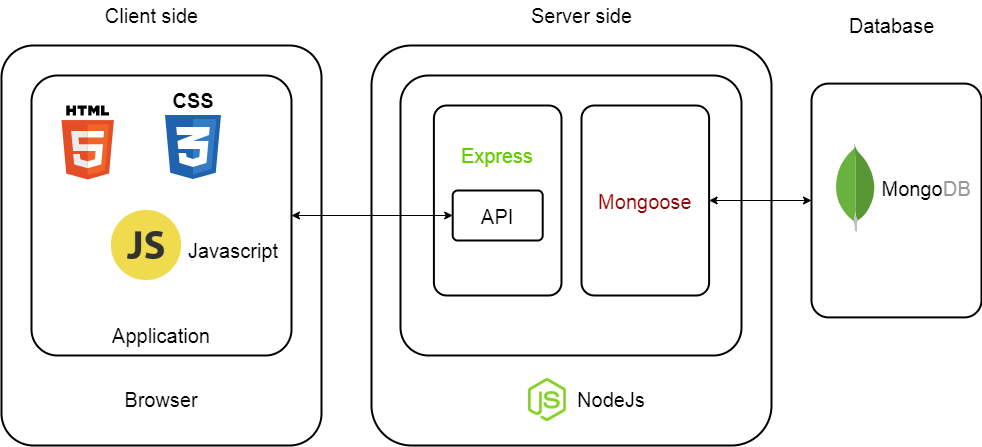 Client side
HTML
5
CSS
3
JS
Javascript
Application
Browser
Server side
Express
API
Mongoose
JS
NodeJs
Database
MongoDB